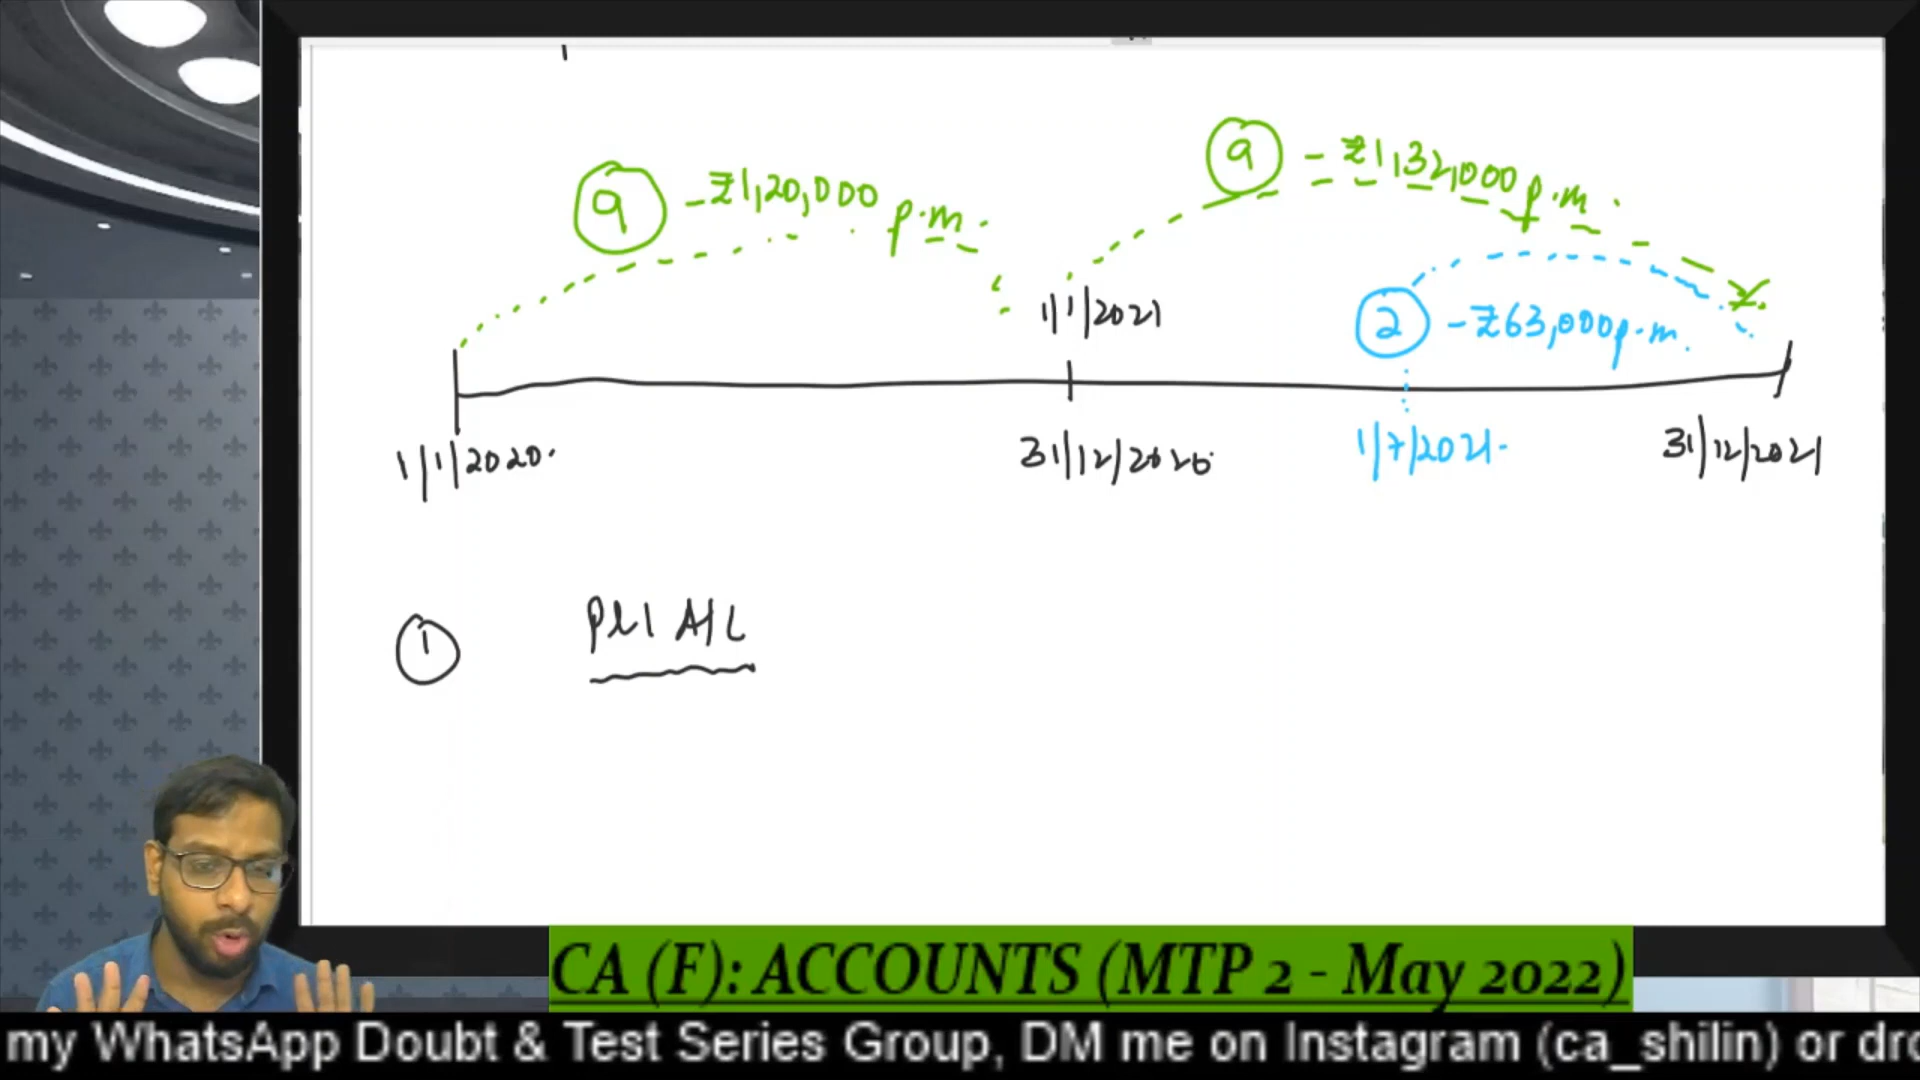 9 - ₹1,20,000 p.m.
9 - ₹1,32,000 p.m.
1/1/2021
2 - ₹63,000 p.m.
1/1/2020.
31/12/2020
1/7/2021.
31/12/2021
1
CA (F): ACCOUNTS (MTP 2 - May 2022)
my WhatsApp Doubt & Test Series Group, DM me on Instagram (ca_shilin) or dro